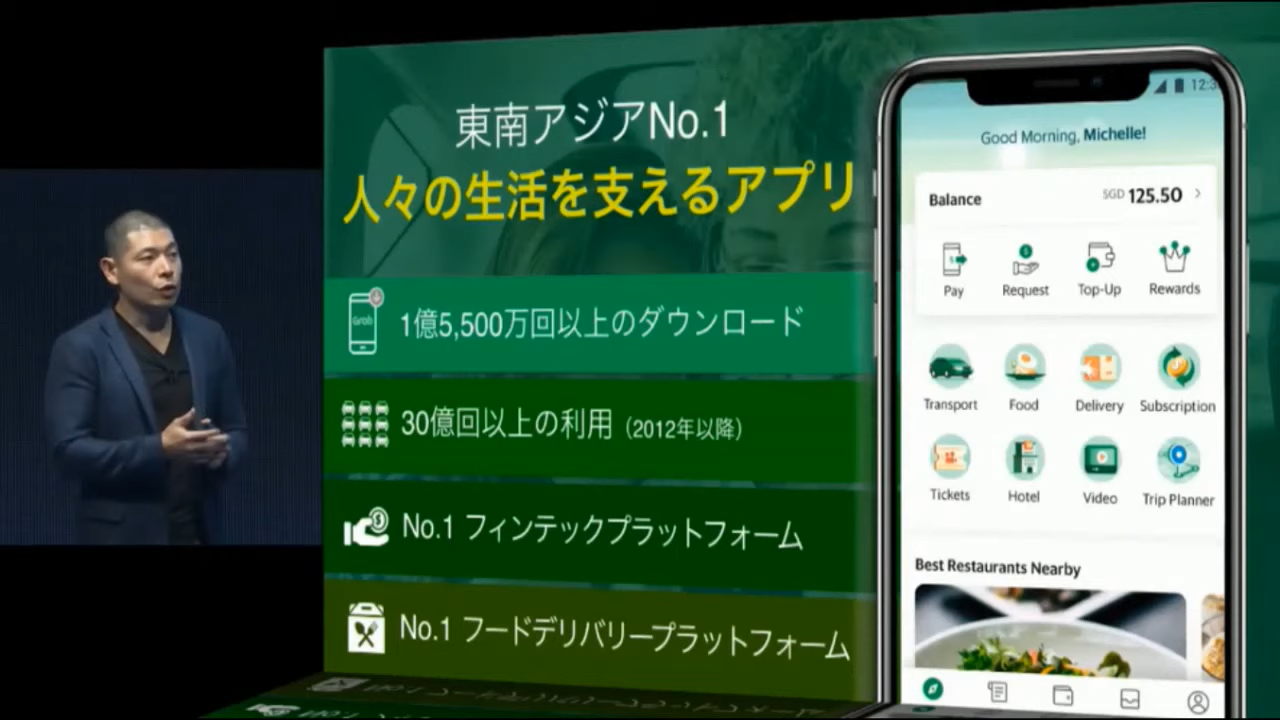 東南アジアNo.1
人々の生活を支えるアプリ
Grab
1億5,500万回以上のダウンロード
30億回以上の利用（2012年以降）
No.1 フィンテックプラットフォーム
No.1 フードデリバリープラットフォーム
Good Morning, Michelle!
Balance SGD 125.50 >
Pay Request Top-Up Rewards
Transport Food Delivery Subscription
Tickets Hotel Video Trip Planner
Best Restaurants Nearby